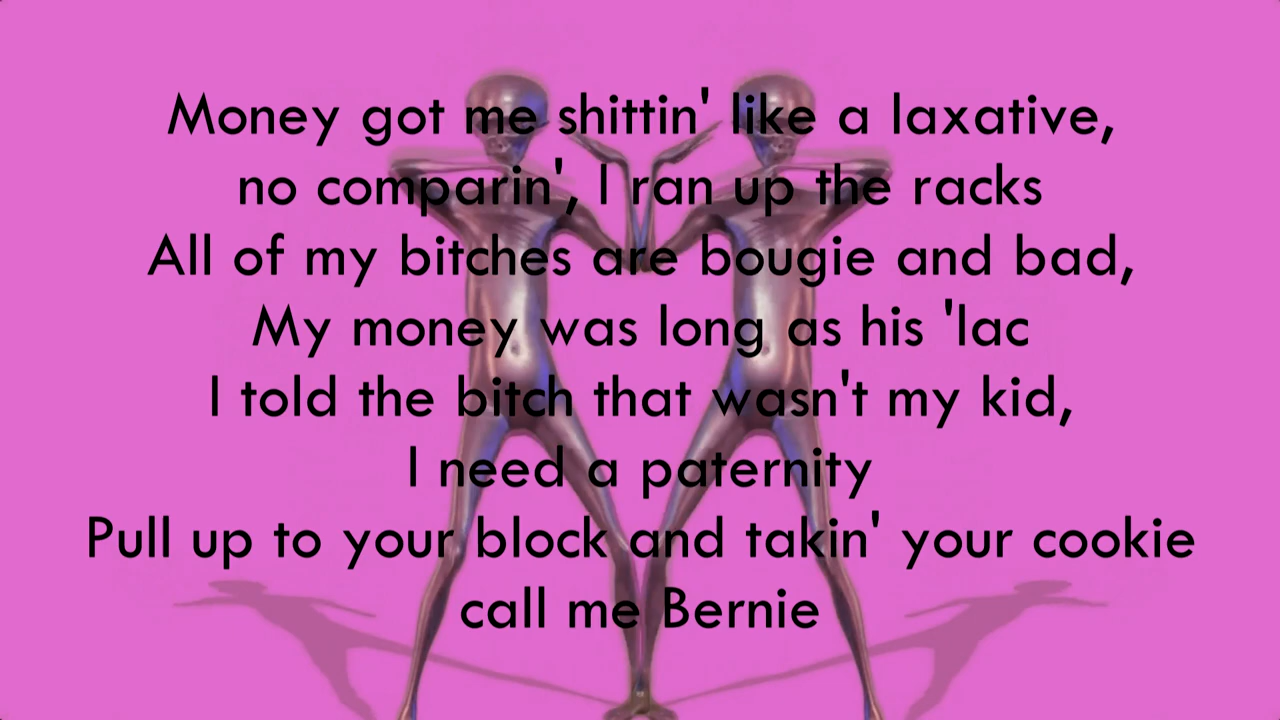 Money got me shittin' like a laxative,
no comparin', I ran up the racks
All of my bitches are bougie and bad,
My money was long as his 'lac
I told the bitch that wasn't my kid,
I need a paternity
Pull up to your block and takin' your cookie
call me Bernie